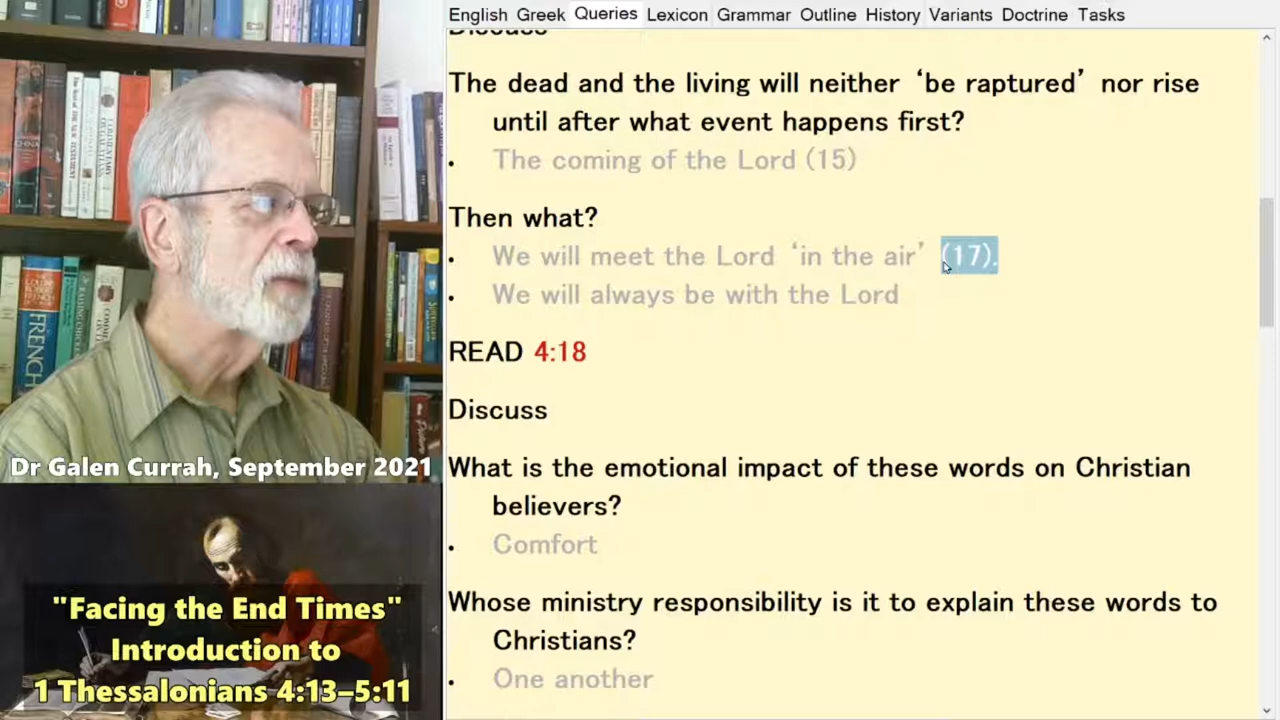 English Greek Queries Lexicon Grammar Outline History Variants Doctrine Tasks
Discuss
The dead and the living will neither ‘be raptured’ nor rise
until after what event happens first?
• The coming of the Lord (15)
Then what?
• We will meet the Lord ‘in the air’ (17).
• We will always be with the Lord
READ 4:18
Discuss
What is the emotional impact of these words on Christian
believers?
• Comfort
Whose ministry responsibility is it to explain these words to
Christians?
• One another
FRENCH
Dr Galen Currah, September 2021
"Facing the End Times"
Introduction to
1 Thessalonians 4:13–5:11